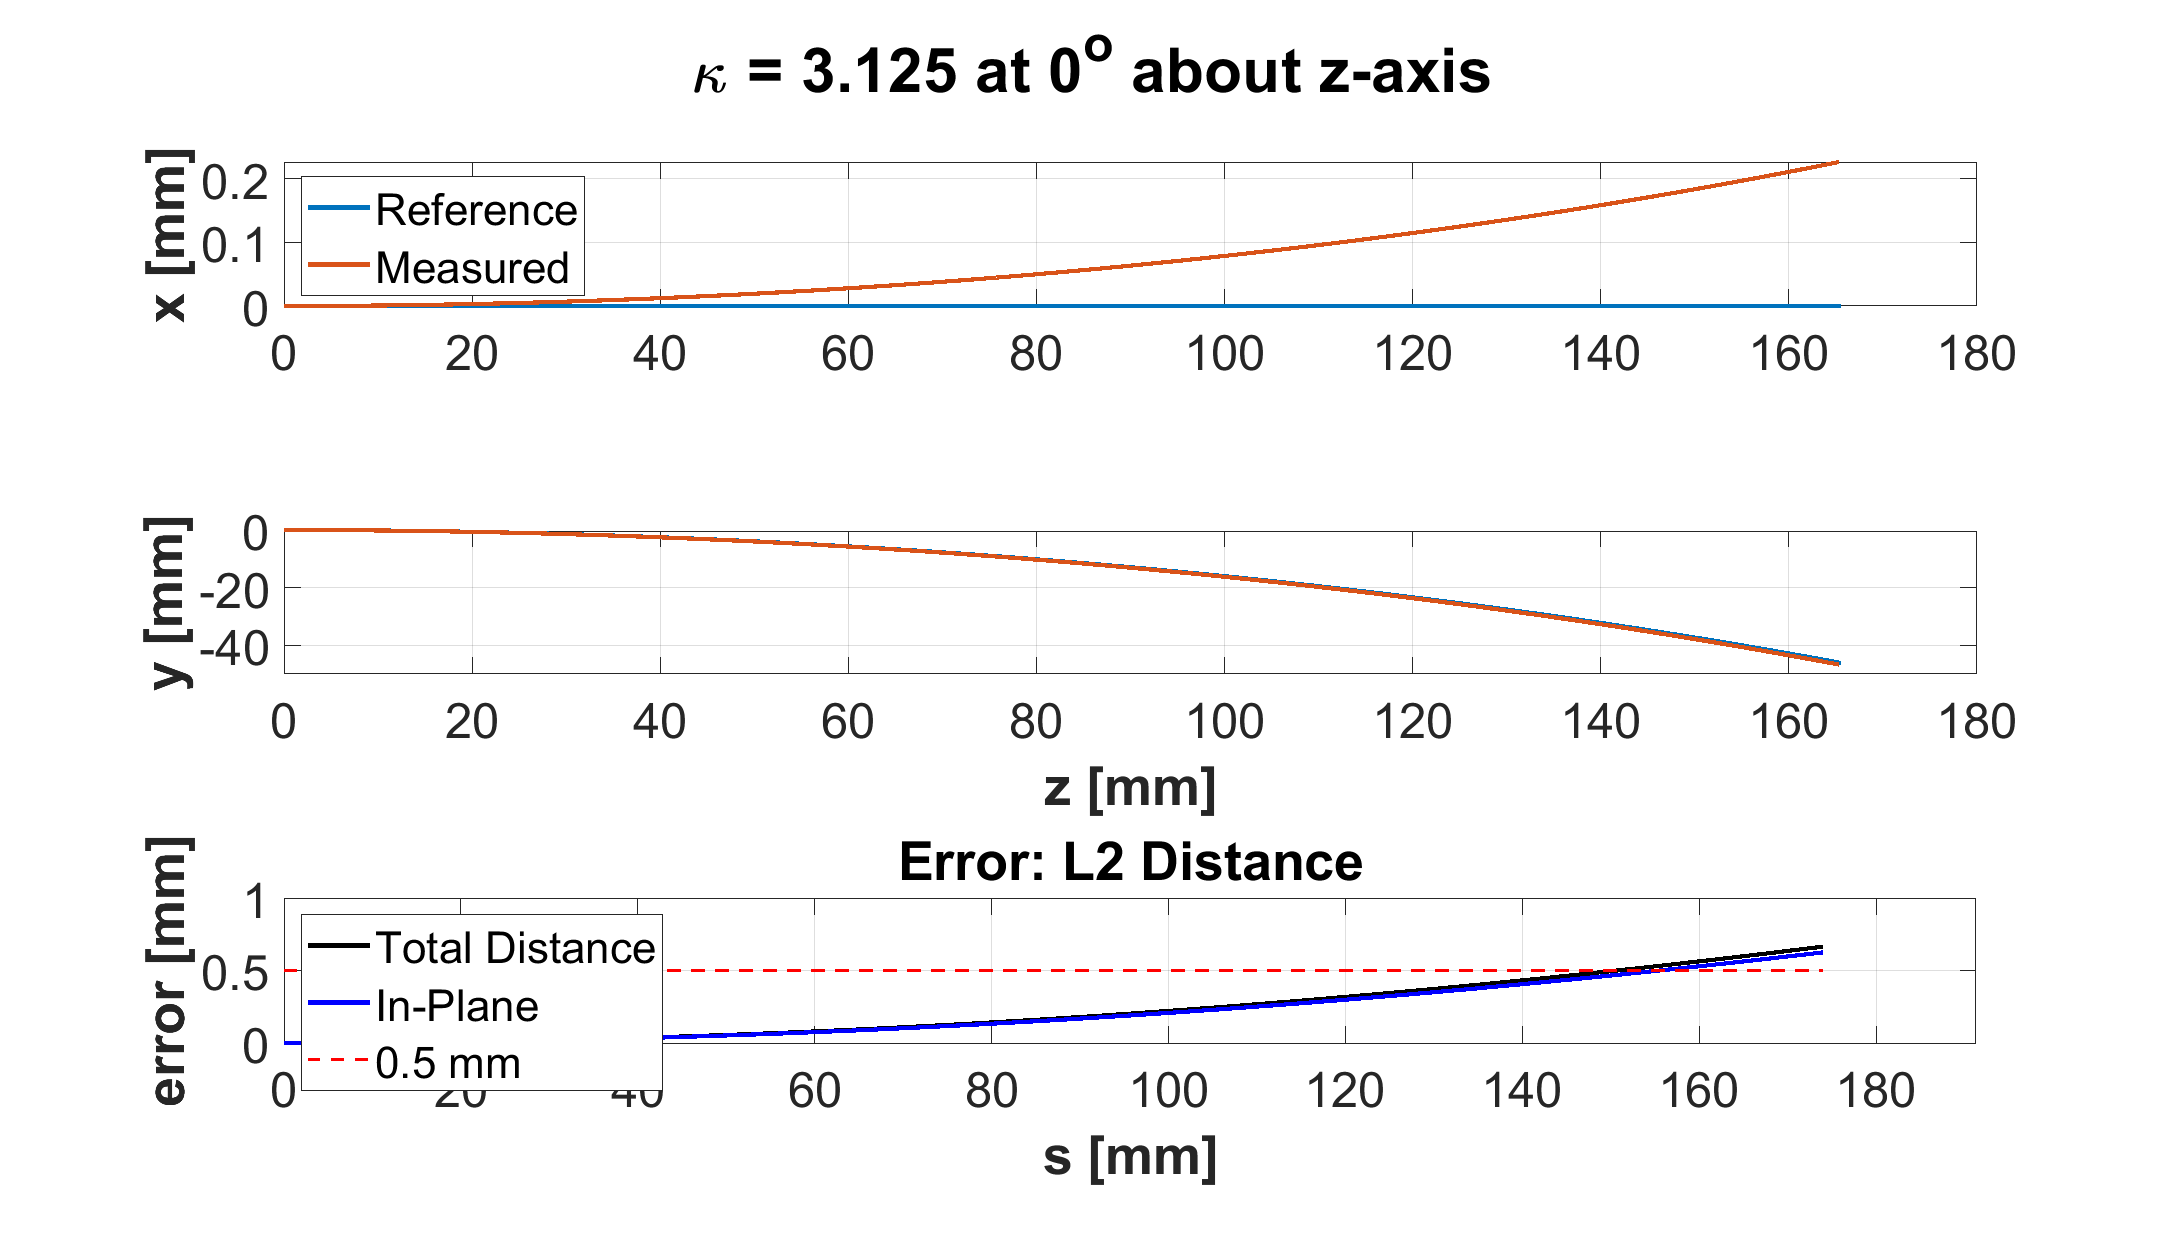 κ = 3.125 at 0° about z-axis
x [mm]
0.2
0.1
0
Reference
Measured
0 20 40 60 80 100 120 140 160 180
y [mm]
0
-20
-40
0 20 40 60 80 100 120 140 160 180
z [mm]
Error: L2 Distance
error [mm]
1
0.5
0
Total Distance
In-Plane
0.5 mm
0 20 40 60 80 100 120 140 160 180
s [mm]